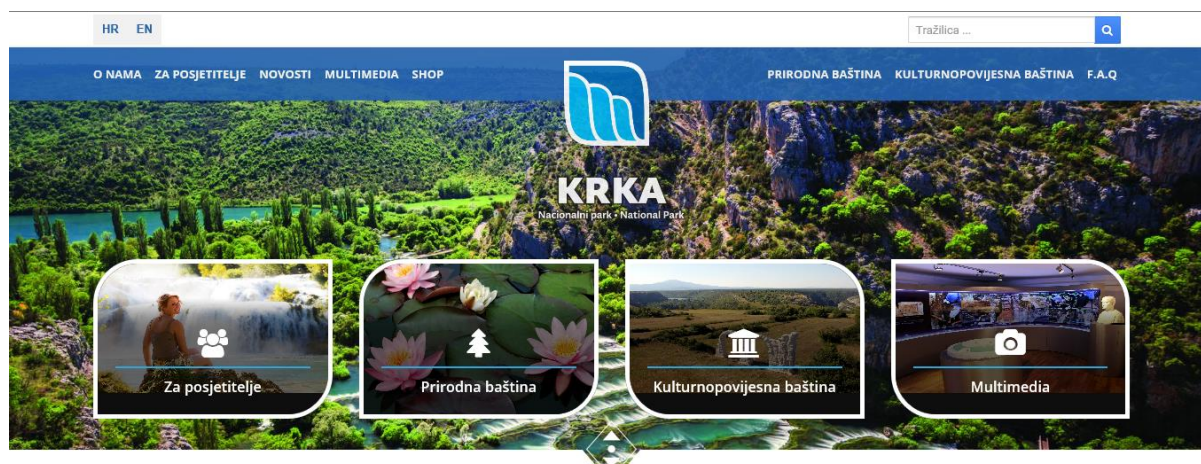 HR EN
Tražilica ...
O NAMA ZA POSJETITELJE NOVOSTI MULTIMEDIA SHOP
PRIRODNA BAŠTINA KULTURNOPOVIJESNA BAŠTINA F.A.Q
KRKA
Nacionalni park • National Park
Za posjetitelje
Prirodna baština
Kulturnopovijesna baština
Multimedia